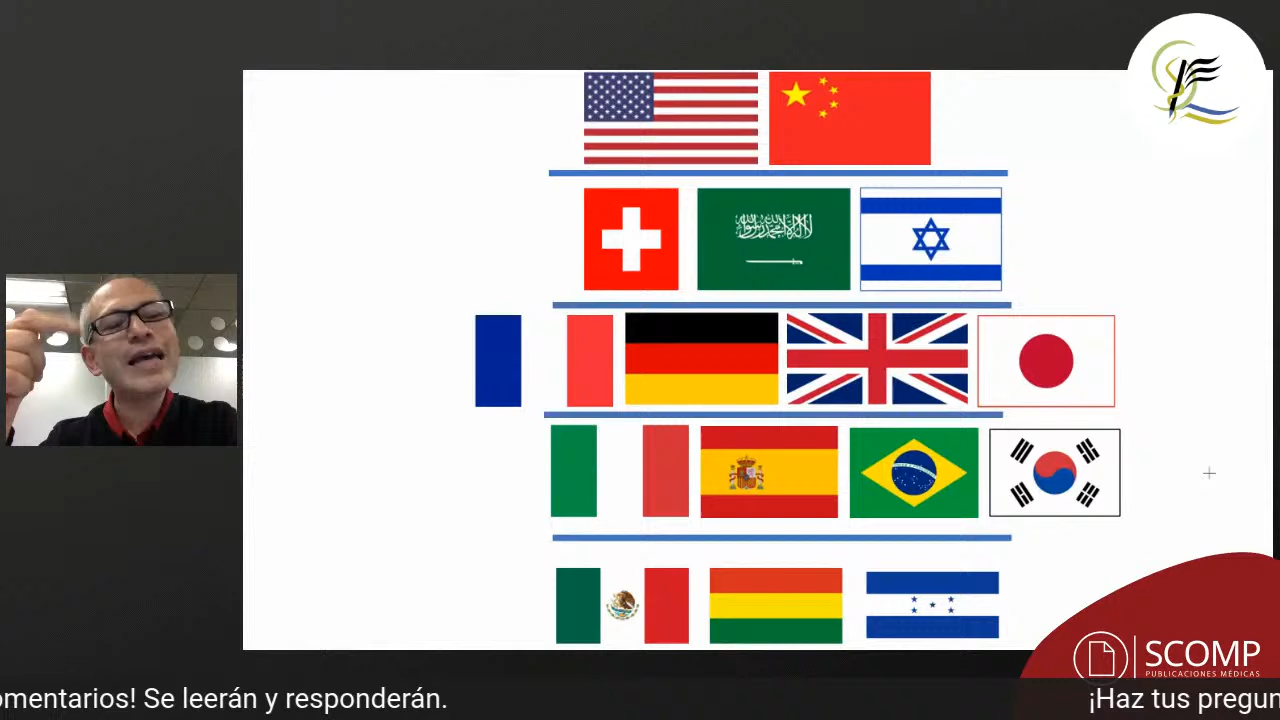 SCOMP
PUBLICACIONES MÉDICAS
omentarios! Se leerán y responderán.
¡Haz tus pregun